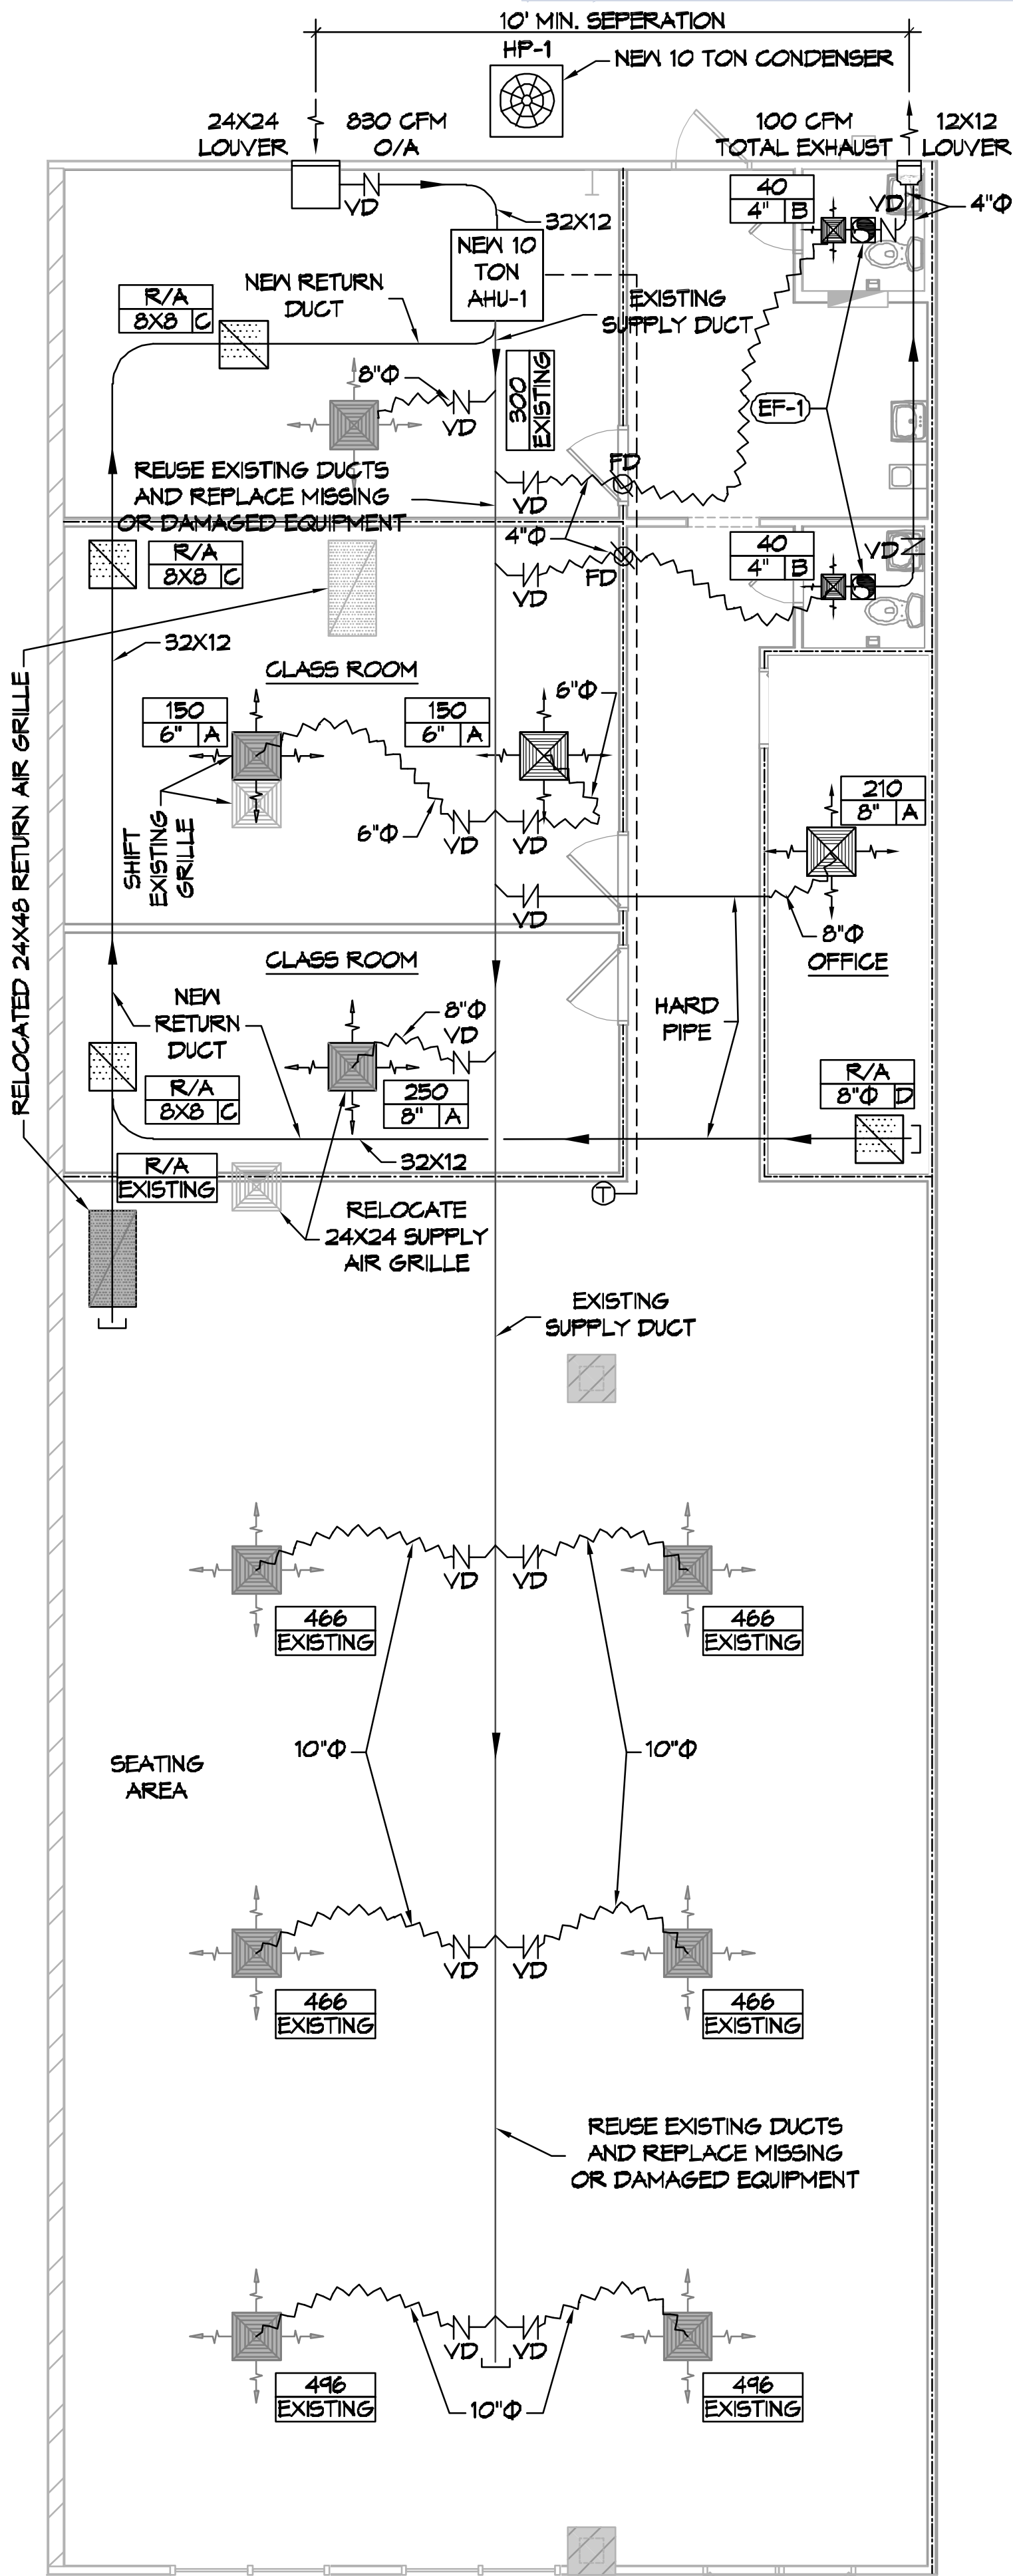 10' MIN. SEPERATION
HP-1
NEW 10 TON CONDENSER
24X24
LOUVER
830 CFM
O/A
100 CFM
TOTAL EXHAUST
12X12
LOUVER
VD
32X12
40
4" B
VD
4"Φ
NEW 10
TON
AHU-1
NEW RETURN
DUCT
R/A
8X8 C
EXISTING
SUPPLY DUCT
300
EXISTING
8"Φ
VD
EF-1
REUSE EXISTING DUCTS
AND REPLACE MISSING
OR DAMAGED EQUIPMENT
FD
VD
4"Φ
R/A
8X8 C
FD
VD
40
4" B
VD
32X12
RELOCATED 24X48 RETURN AIR GRILLE
CLASS ROOM
150
6" A
150
6" A
6"Φ
SHIFT
EXISTING
GRILLE
6"Φ
VD
VD
210
8" A
VD
8"Φ
OFFICE
CLASS ROOM
NEW
RETURN
DUCT
8"Φ
VD
HARD
PIPE
R/A
8X8 C
250
8" A
R/A
8"Φ D
32X12
R/A
EXISTING
T
RELOCATE
24X24 SUPPLY
AIR GRILLE
EXISTING
SUPPLY DUCT
VD
VD
466
EXISTING
466
EXISTING
10"Φ
10"Φ
SEATING
AREA
VD
VD
466
EXISTING
466
EXISTING
REUSE EXISTING DUCTS
AND REPLACE MISSING
OR DAMAGED EQUIPMENT
VD
VD
496
EXISTING
10"Φ
496
EXISTING